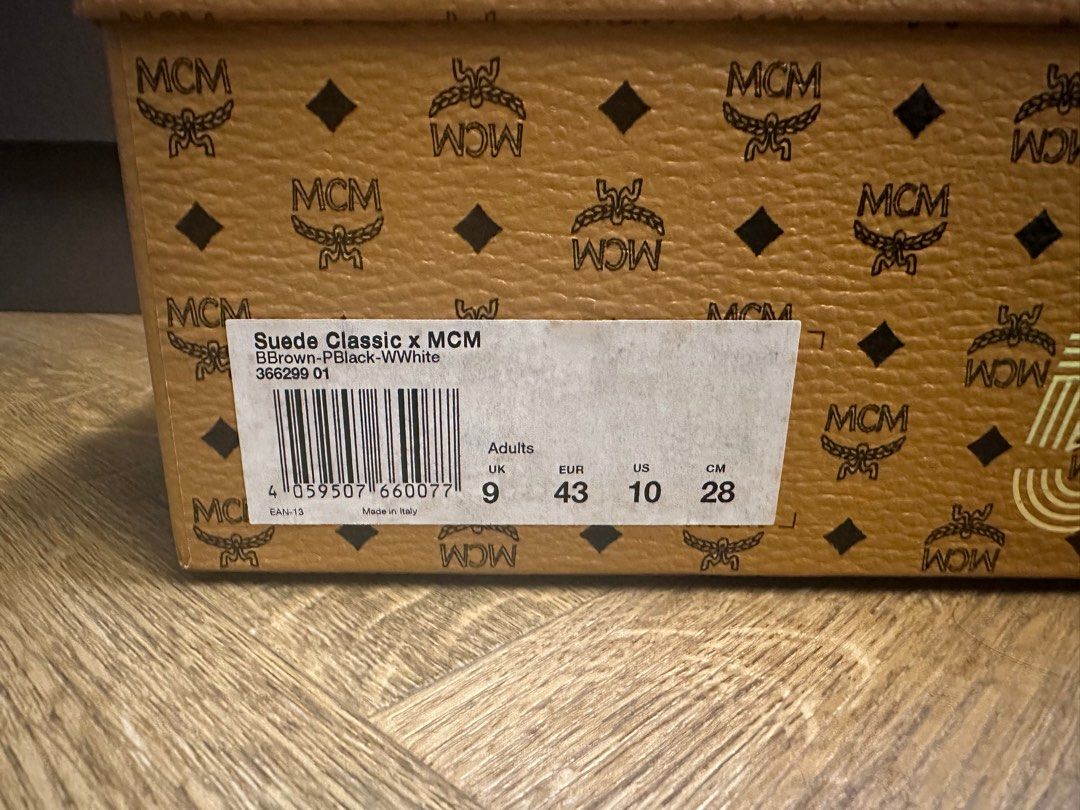 MCM MCM MCM MCM
MCM MCM MCM
MCM MCM MCM
Suede Classic x MCM
BBrown-PBlack-WWhite
366299 01
MCM
Adults
UK EUR US CM
9 43 10 28
4 059507 660077
EAN-13 Made in Italy
MCM MCM MCM